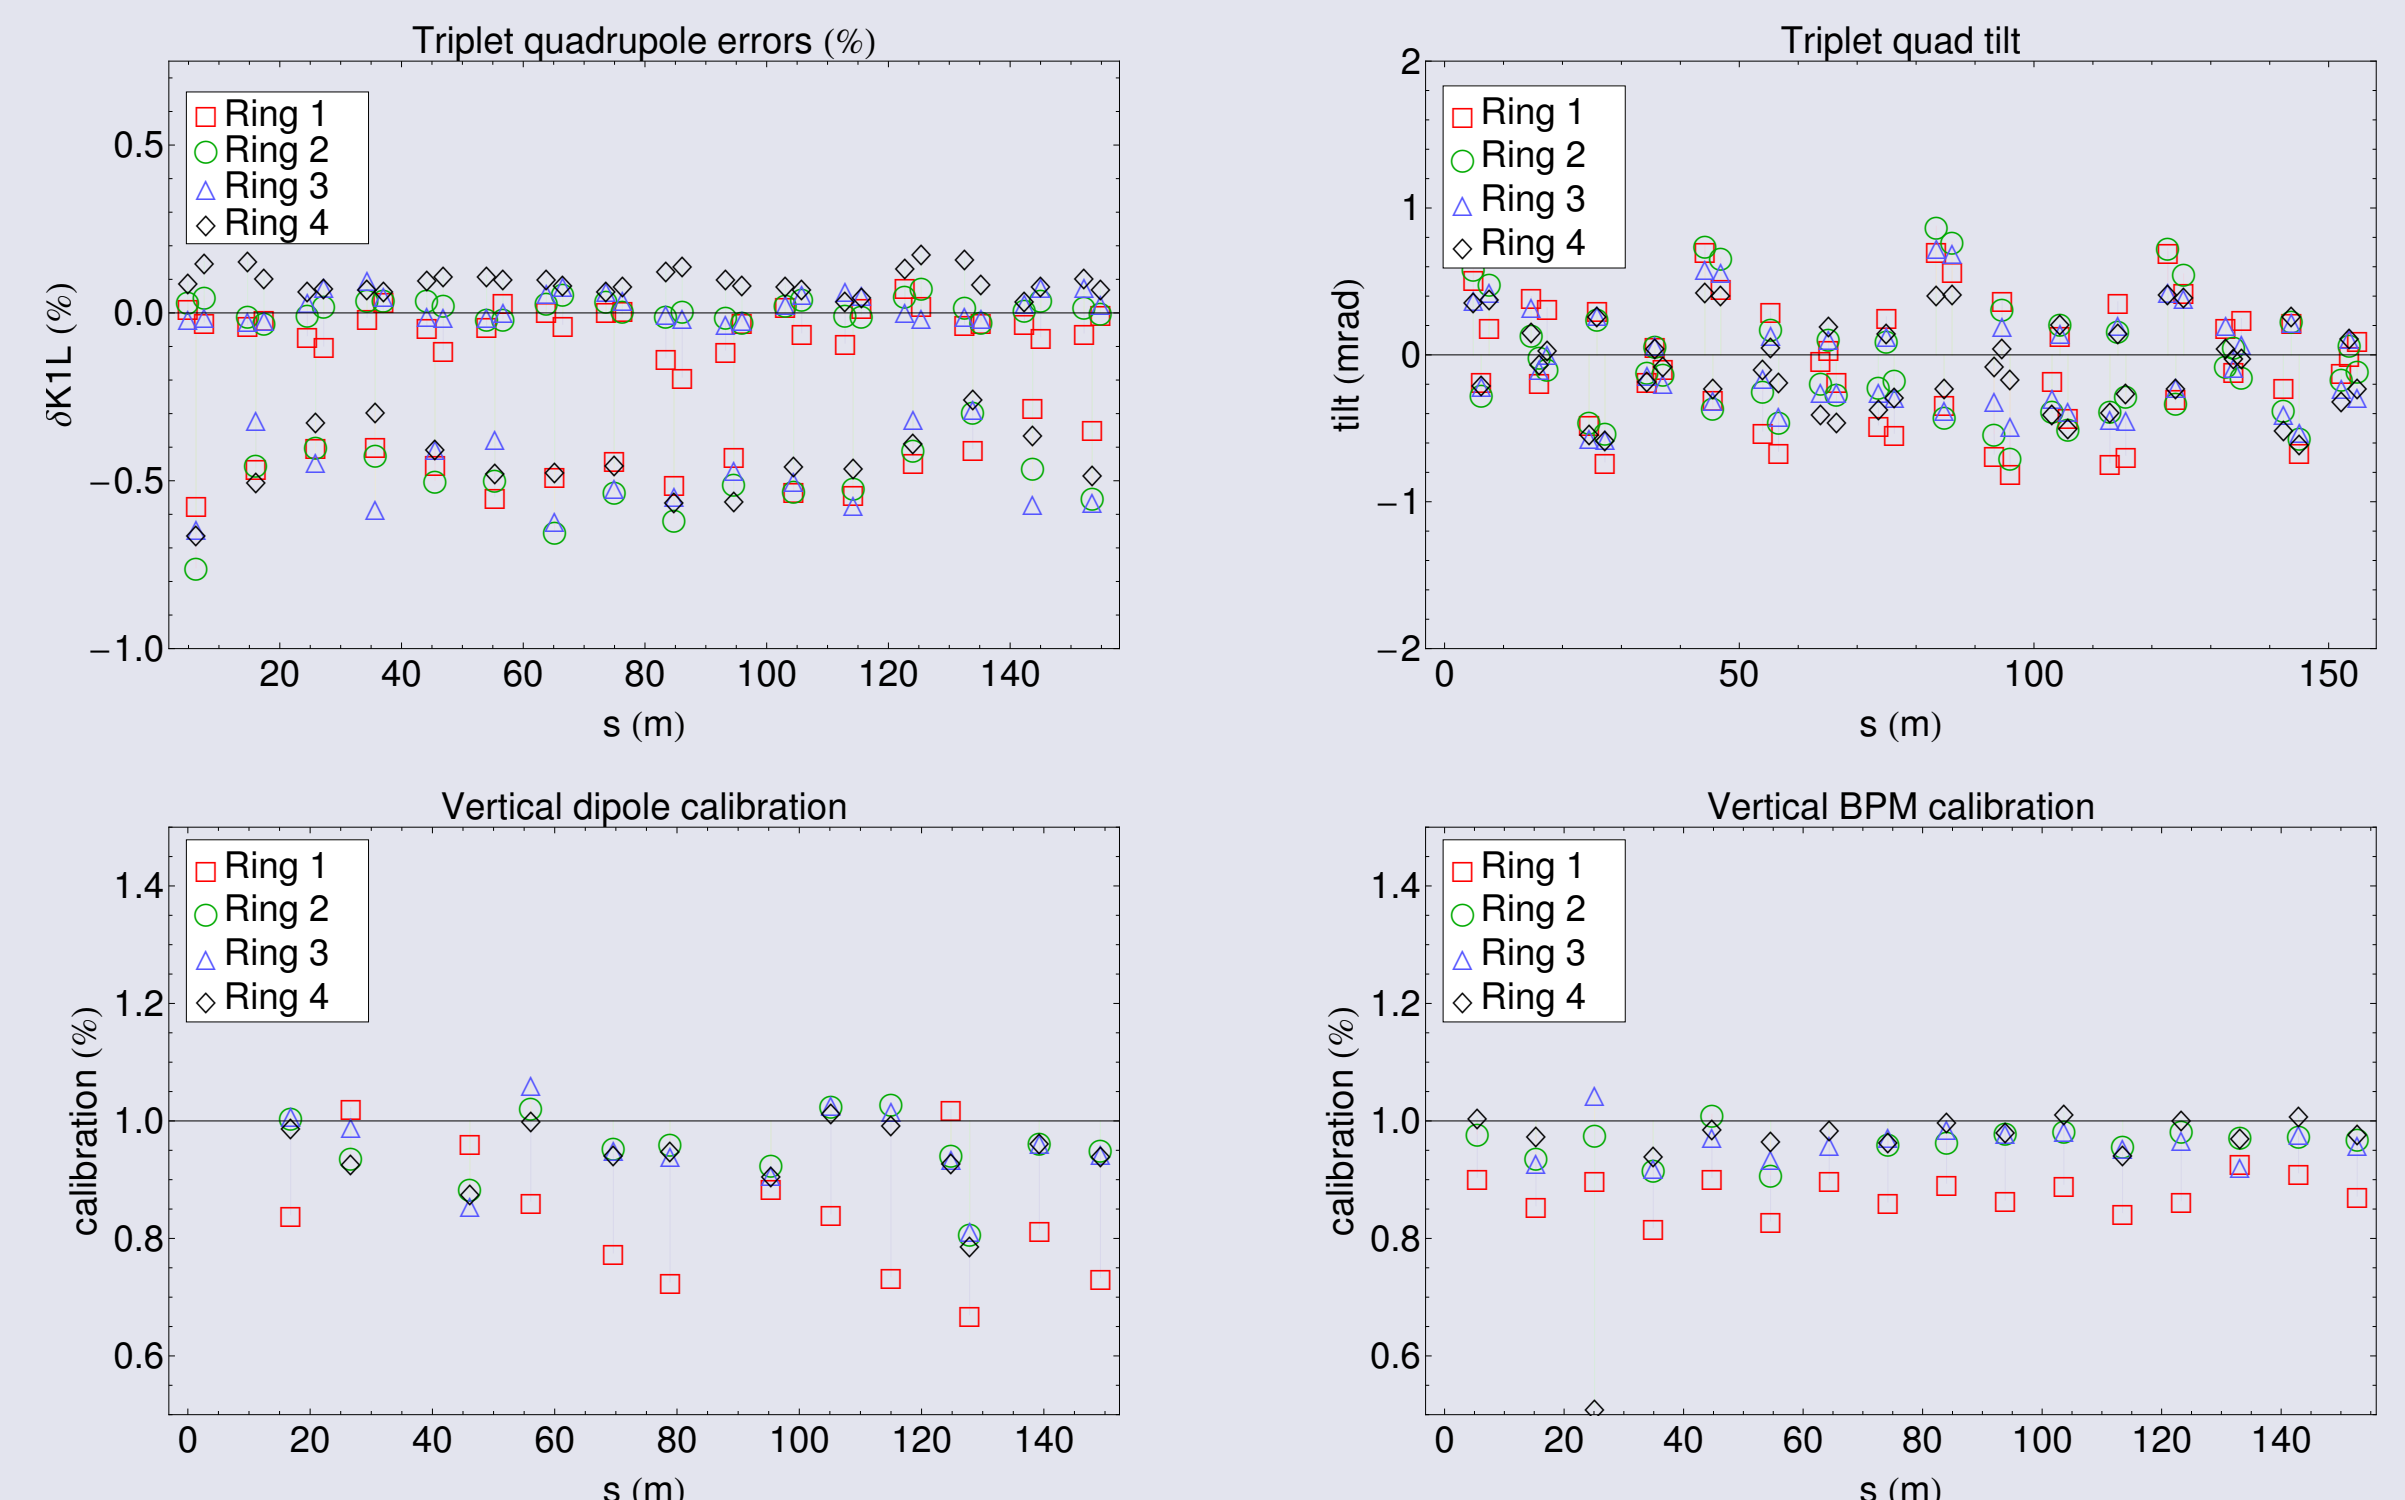 Triplet quadrupole errors (%)
Ring 1
Ring 2
Ring 3
Ring 4
0.5
0.0
−0.5
−1.0
δK1L (%)
20 40 60 80 100 120 140
s (m)
Triplet quad tilt
Ring 1
Ring 2
Ring 3
Ring 4
2
1
0
−1
−2
tilt (mrad)
0 50 100 150
s (m)
Vertical dipole calibration
Ring 1
Ring 2
Ring 3
Ring 4
1.4
1.2
1.0
0.8
0.6
calibration (%)
0 20 40 60 80 100 120 140
s (m)
Vertical BPM calibration
Ring 1
Ring 2
Ring 3
Ring 4
1.4
1.2
1.0
0.8
0.6
calibration (%)
0 20 40 60 80 100 120 140
s (m)